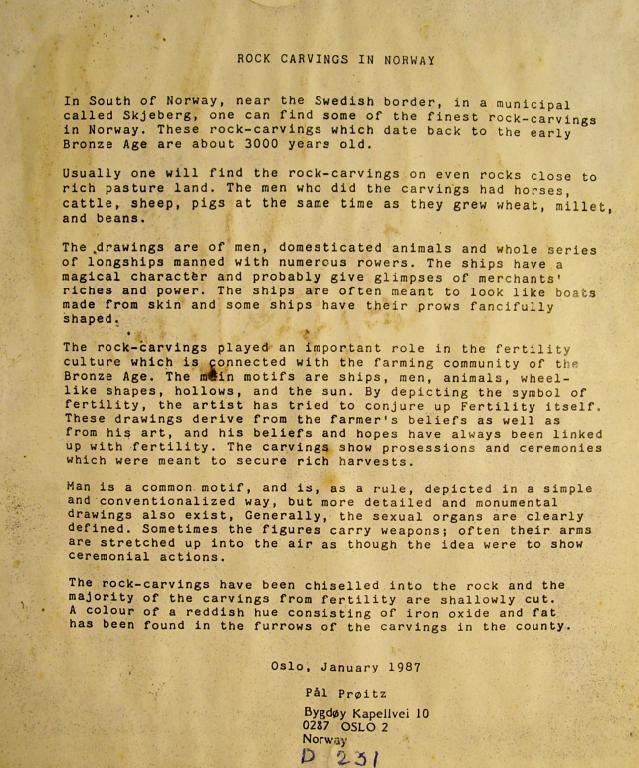 ROCK CARVINGS IN NORWAY
In South of Norway, near the Swedish border, in a municipal
called Skjeberg, one can find some of the finest rock-carvings
in Norway. These rock-carvings which date back to the early
Bronze Age are about 3000 years old.
Usually one will find the rock-carvings on even rocks close to
rich pasture land. The men who did the carvings had horses,
cattle, sheep, pigs at the same time as they grew wheat, millet,
and beans.
The drawings are of men, domesticated animals and whole series
of longships manned with numerous rowers. The ships have a
magical character and probably give glimpses of merchants'
riches and power. The ships are often meant to look like boats
made from skin and some ships have their prows fancifully
shaped.
The rock-carvings played an important role in the fertility
culture which is connected with the farming community of the
Bronze Age. The main motifs are ships, men, animals, wheel-
like shapes, hollows, and the sun. By depicting the symbol of
fertility, the artist has tried to conjure up Fertility itself.
These drawings derive from the farmer's beliefs as well as
from his art, and his beliefs and hopes have always been linked
up with fertility. The carvings show prosessions and ceremonies
which were meant to secure rich harvests.
Man is a common motif, and is, as a rule, depicted in a simple
and conventionalized way, but more detailed and monumental
drawings also exist, Generally, the sexual organs are clearly
defined. Sometimes the figures carry weapons; often their arms
are stretched up into the air as though the idea were to show
ceremonial actions.
The rock-carvings have been chiselled into the rock and the
majority of the carvings from fertility are shallowly cut.
A colour of a reddish hue consisting of iron oxide and fat
has been found in the furrows of the carvings in the county.
Oslo, January 1987
Pål Prøitz
Bygdøy Kapellvei 10
0287 OSLO 2
Norway
D 231